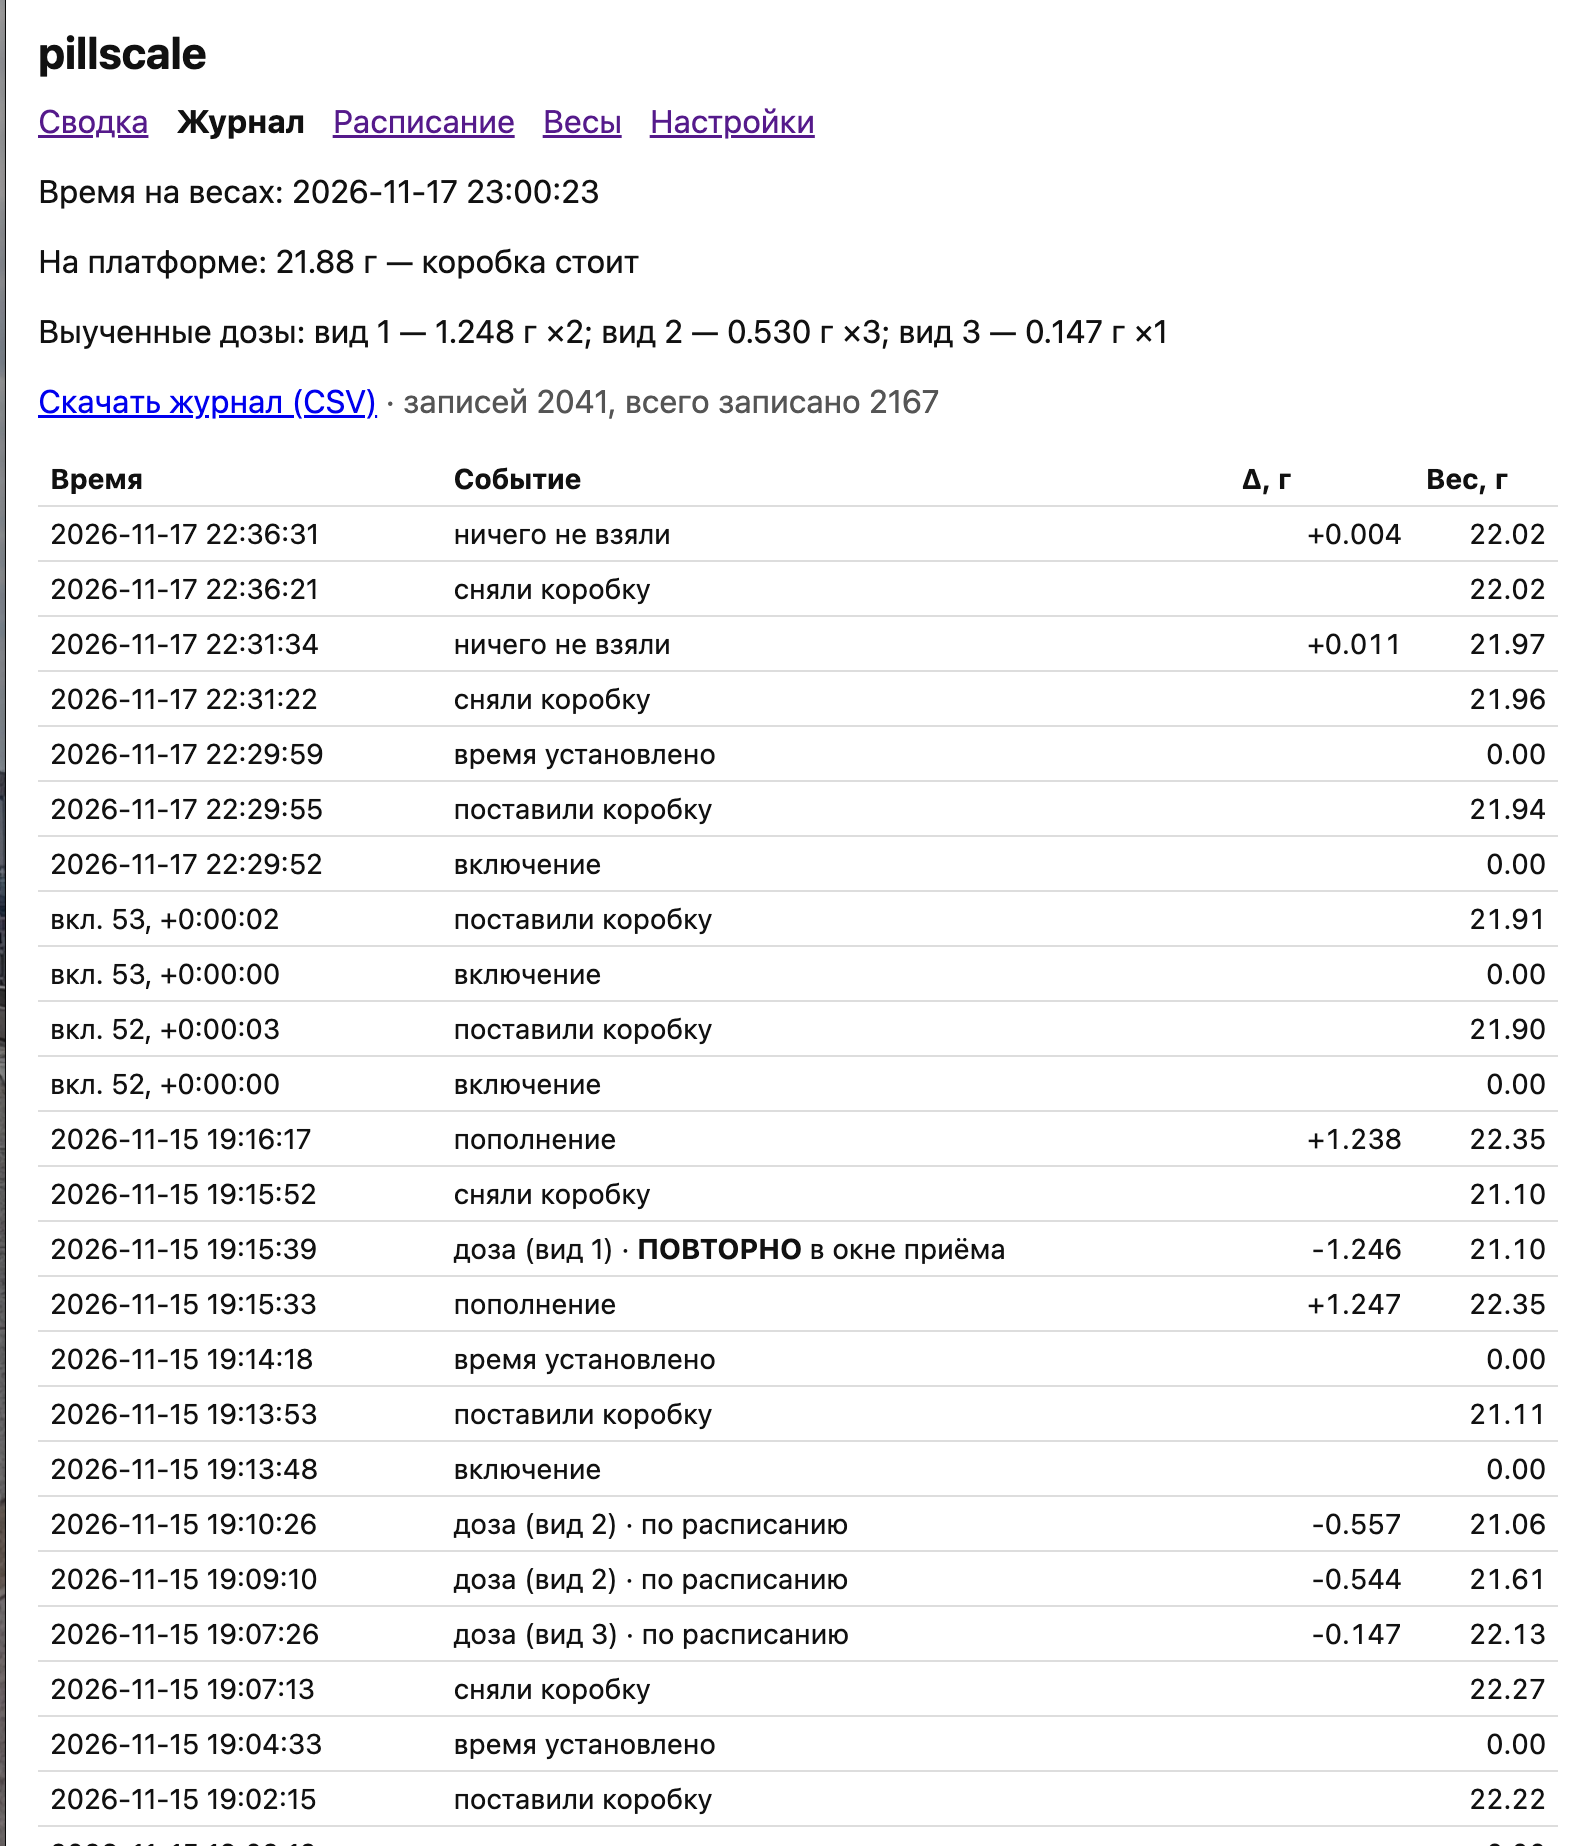 pillscale
Сводка Журнал Расписание Весы Настройки
Время на весах: 2026-11-17 23:00:23
На платформе: 21.88 г — коробка стоит
Выученные дозы: вид 1 — 1.248 г ×2; вид 2 — 0.530 г ×3; вид 3 — 0.147 г ×1
Скачать журнал (CSV) · записей 2041, всего записано 2167
Время Событие Δ, г Вес, г
2026-11-17 22:36:31 ничего не взяли +0.004 22.02
2026-11-17 22:36:21 сняли коробку 22.02
2026-11-17 22:31:34 ничего не взяли +0.011 21.97
2026-11-17 22:31:22 сняли коробку 21.96
2026-11-17 22:29:59 время установлено 0.00
2026-11-17 22:29:55 поставили коробку 21.94
2026-11-17 22:29:52 включение 0.00
вкл. 53, +0:00:02 поставили коробку 21.91
вкл. 53, +0:00:00 включение 0.00
вкл. 52, +0:00:03 поставили коробку 21.90
вкл. 52, +0:00:00 включение 0.00
2026-11-15 19:16:17 пополнение +1.238 22.35
2026-11-15 19:15:52 сняли коробку 21.10
2026-11-15 19:15:39 доза (вид 1) · ПОВТОРНО в окне приёма -1.246 21.10
2026-11-15 19:15:33 пополнение +1.247 22.35
2026-11-15 19:14:18 время установлено 0.00
2026-11-15 19:13:53 поставили коробку 21.11
2026-11-15 19:13:48 включение 0.00
2026-11-15 19:10:26 доза (вид 2) · по расписанию -0.557 21.06
2026-11-15 19:09:10 доза (вид 2) · по расписанию -0.544 21.61
2026-11-15 19:07:26 доза (вид 3) · по расписанию -0.147 22.13
2026-11-15 19:07:13 сняли коробку 22.27
2026-11-15 19:04:33 время установлено 0.00
2026-11-15 19:02:15 поставили коробку 22.22